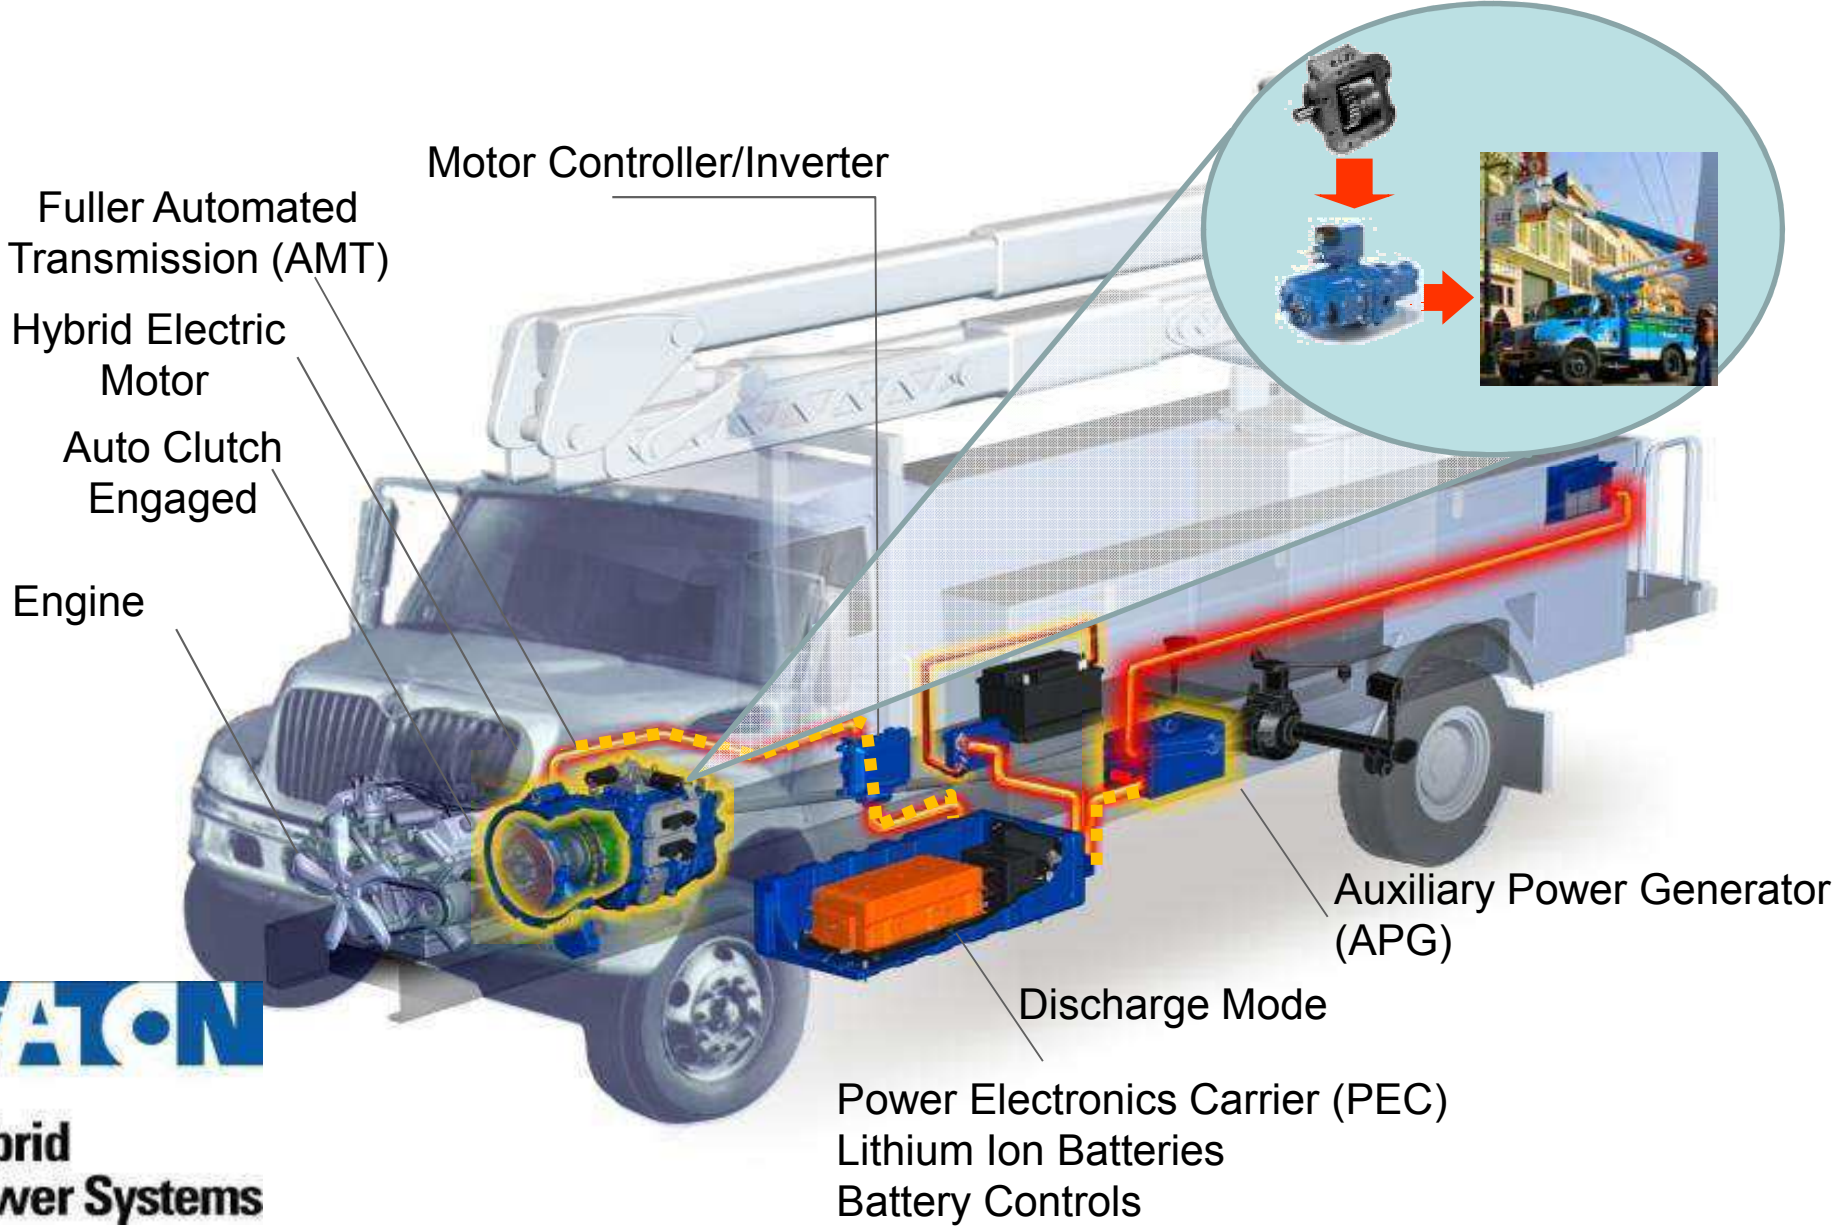 Motor Controller/Inverter
Fuller Automated
Transmission (AMT)
Hybrid Electric
Motor
Auto Clutch
Engaged
Engine
Auxiliary Power Generator
(APG)
Discharge Mode
Power Electronics Carrier (PEC)
Lithium Ion Batteries
Battery Controls
ATON
brid
wer Systems